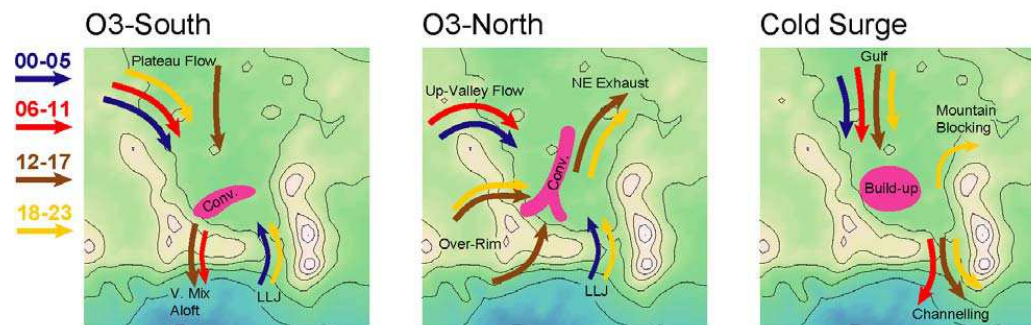 O3-South
O3-North
Cold Surge
00-05
06-11
12-17
18-23
Plateau Flow
Conv.
V. Mix
Aloft
LLJ
Up-Valley Flow
NE Exhaust
Conv.
Over-Rim
LLJ
Gulf
Mountain
Blocking
Build-up
Channelling